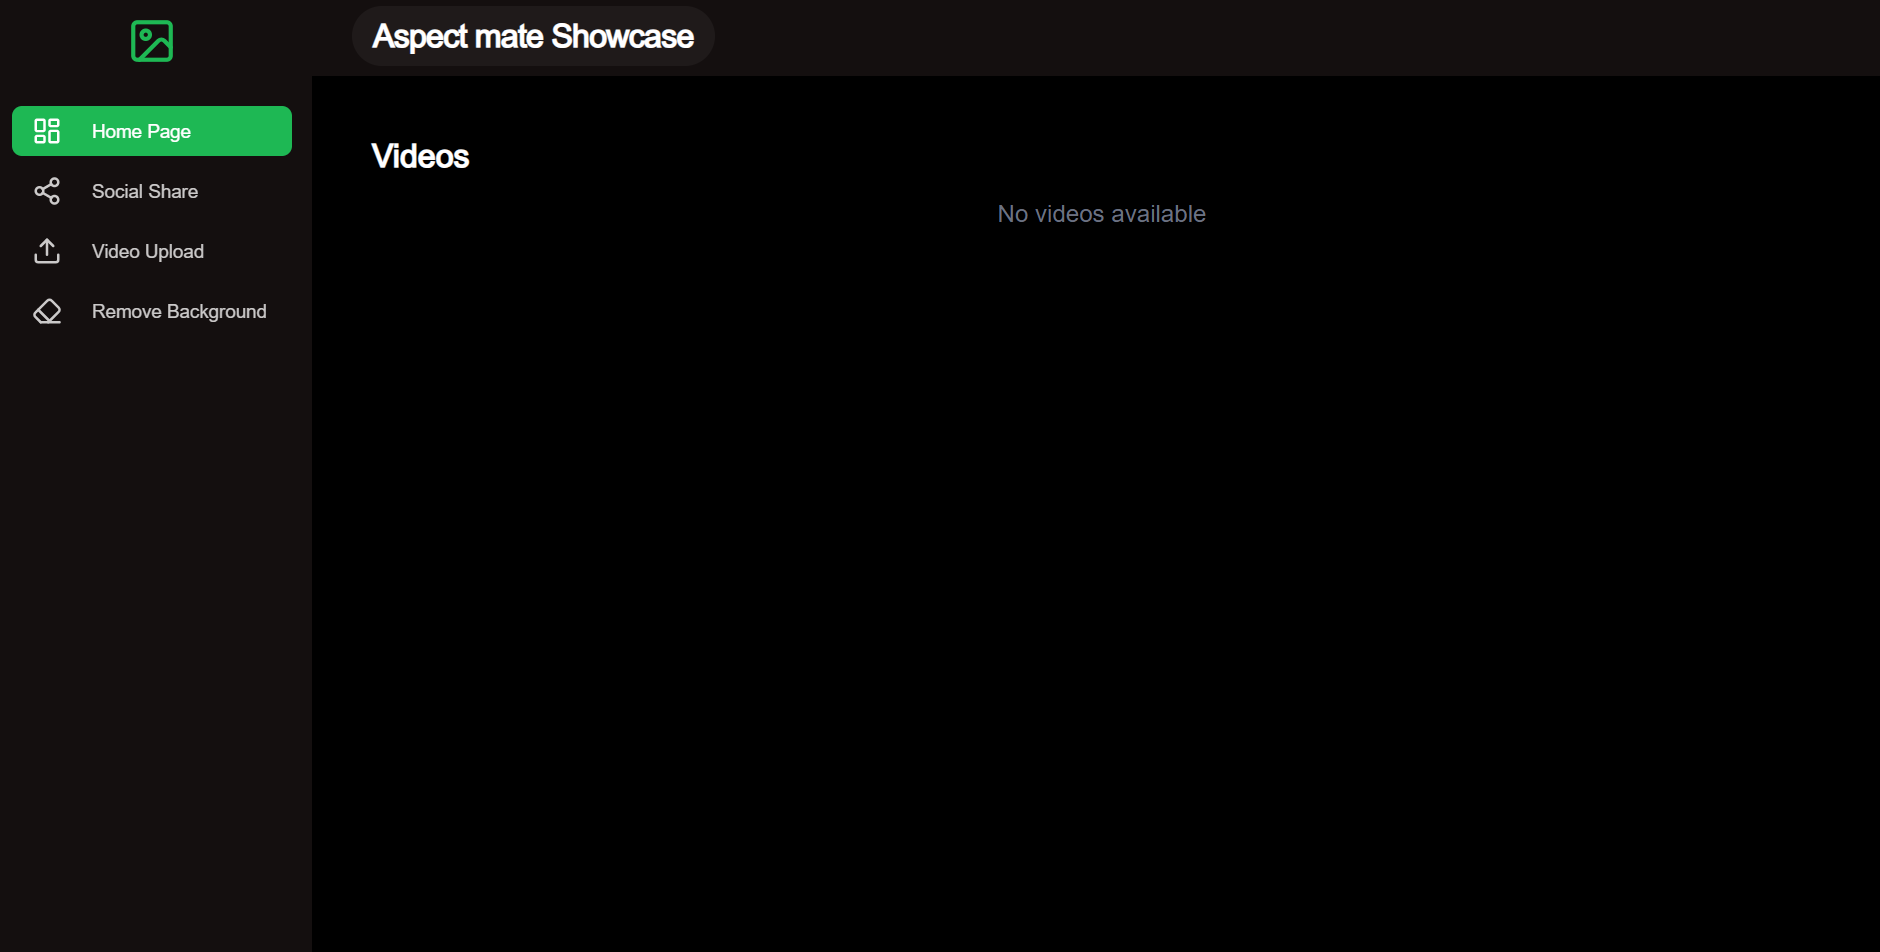 Aspect mate Showcase
Home Page
Social Share
Video Upload
Remove Background
Videos
No videos available